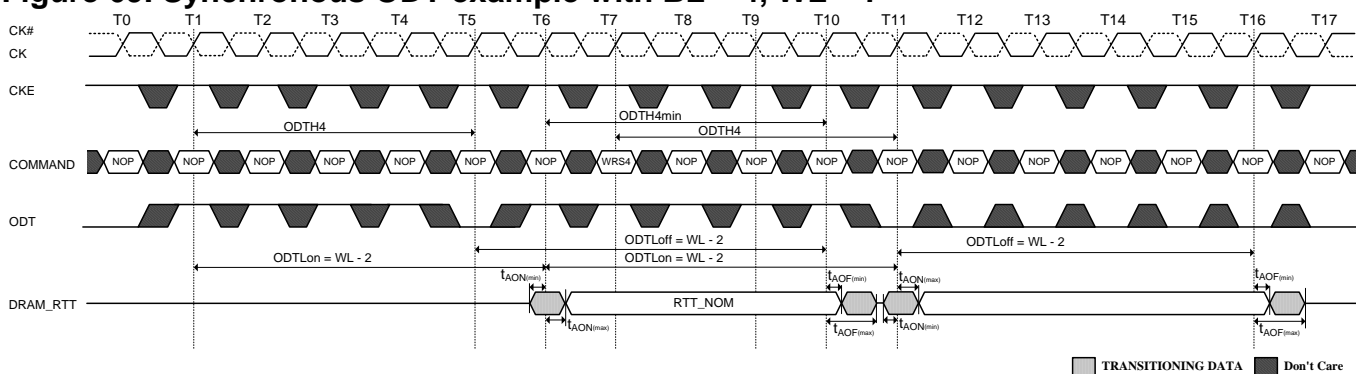 T0 T1 T2 T3 T4 T5 T6 T7 T8 T9 T10 T11 T12 T13 T14 T15 T16 T17
CK#
CK
CKE
ODTH4min
ODTH4
ODTH4
COMMAND
NOP NOP NOP NOP NOP NOP NOP WRS4 NOP NOP NOP NOP NOP NOP NOP NOP NOP NOP
ODT
ODTLoff = WL - 2
ODTLoff = WL - 2
ODTLon = WL - 2
ODTLon = WL - 2
tAON(min)
tAOF(min)
tAON(max)
tAOF(min)
DRAM_RTT
RTT_NOM
tAON(max)
tAOF(max)
tAON(min)
tAOF(max)
TRANSITIONING DATA
Don't Care